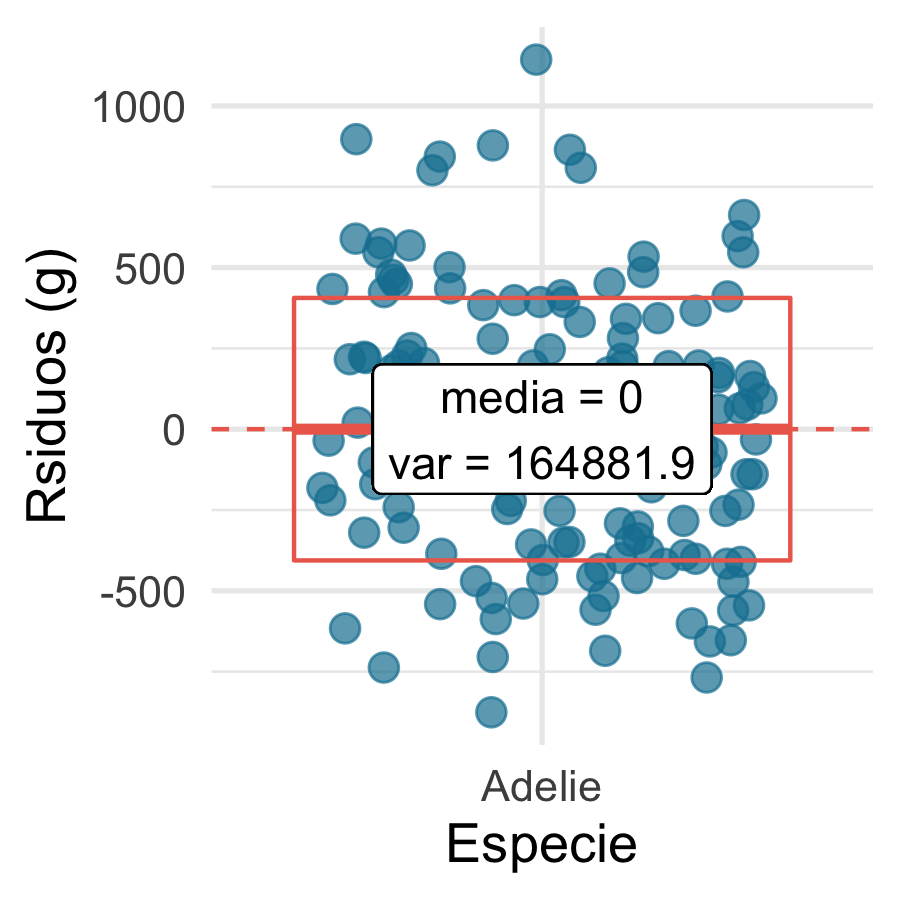 1000
500
0
-500
Rsiduos (g)
media = 0
var = 164881.9
Adelie
Especie